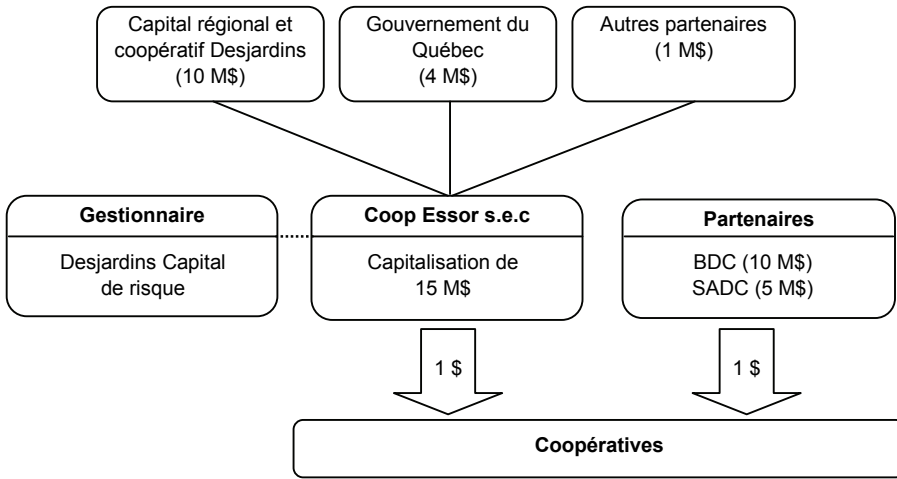 Capital régional et
coopératif Desjardins
(10 M$)
Gouvernement du
Québec
(4 M$)
Autres partenaires
(1 M$)
Gestionnaire
Desjardins Capital
de risque
Coop Essor s.e.c
Capitalisation de
15 M$
Partenaires
BDC (10 M$)
SADC (5 M$)
1 $
1 $
Coopératives